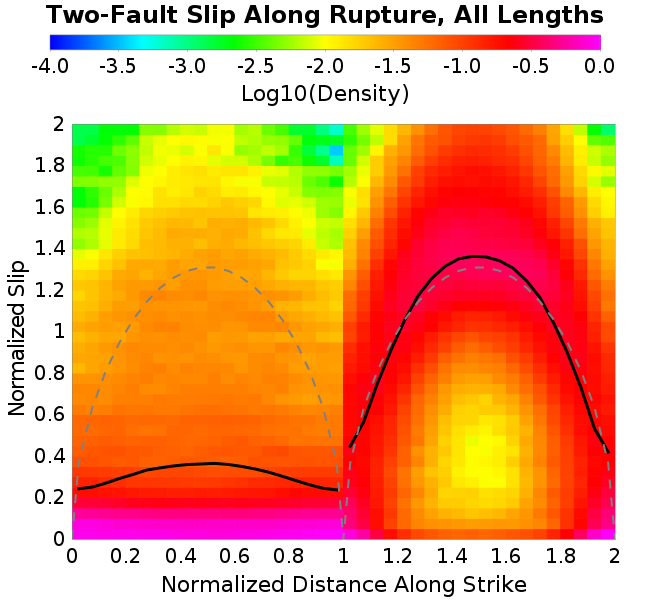 Two-Fault Slip Along Rupture, All Lengths
-4.0 -3.5 -3.0 -2.5 -2.0 -1.5 -1.0 -0.5 0.0
Log10(Density)
2
1.8
1.6
1.4
1.2
1
0.8
0.6
0.4
0.2
0
Normalized Slip
0 0.2 0.4 0.6 0.8 1 1.2 1.4 1.6 1.8 2
Normalized Distance Along Strike